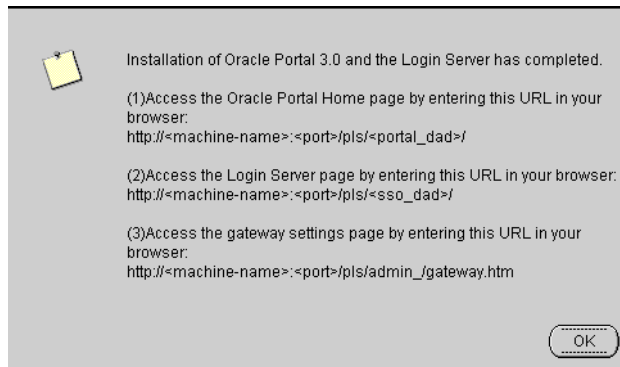 Installation of Oracle Portal 3.0 and the Login Server has completed.
(1)Access the Oracle Portal Home page by entering this URL in your
browser:
http://<machine-name>:<port>/pls/<portal_dad>/
(2)Access the Login Server page by entering this URL in your browser:
http://<machine-name>:<port>/pls/<sso_dad>/
(3)Access the gateway settings page by entering this URL in your
browser:
http://<machine-name>:<port>/pls/admin_/gateway.htm
OK